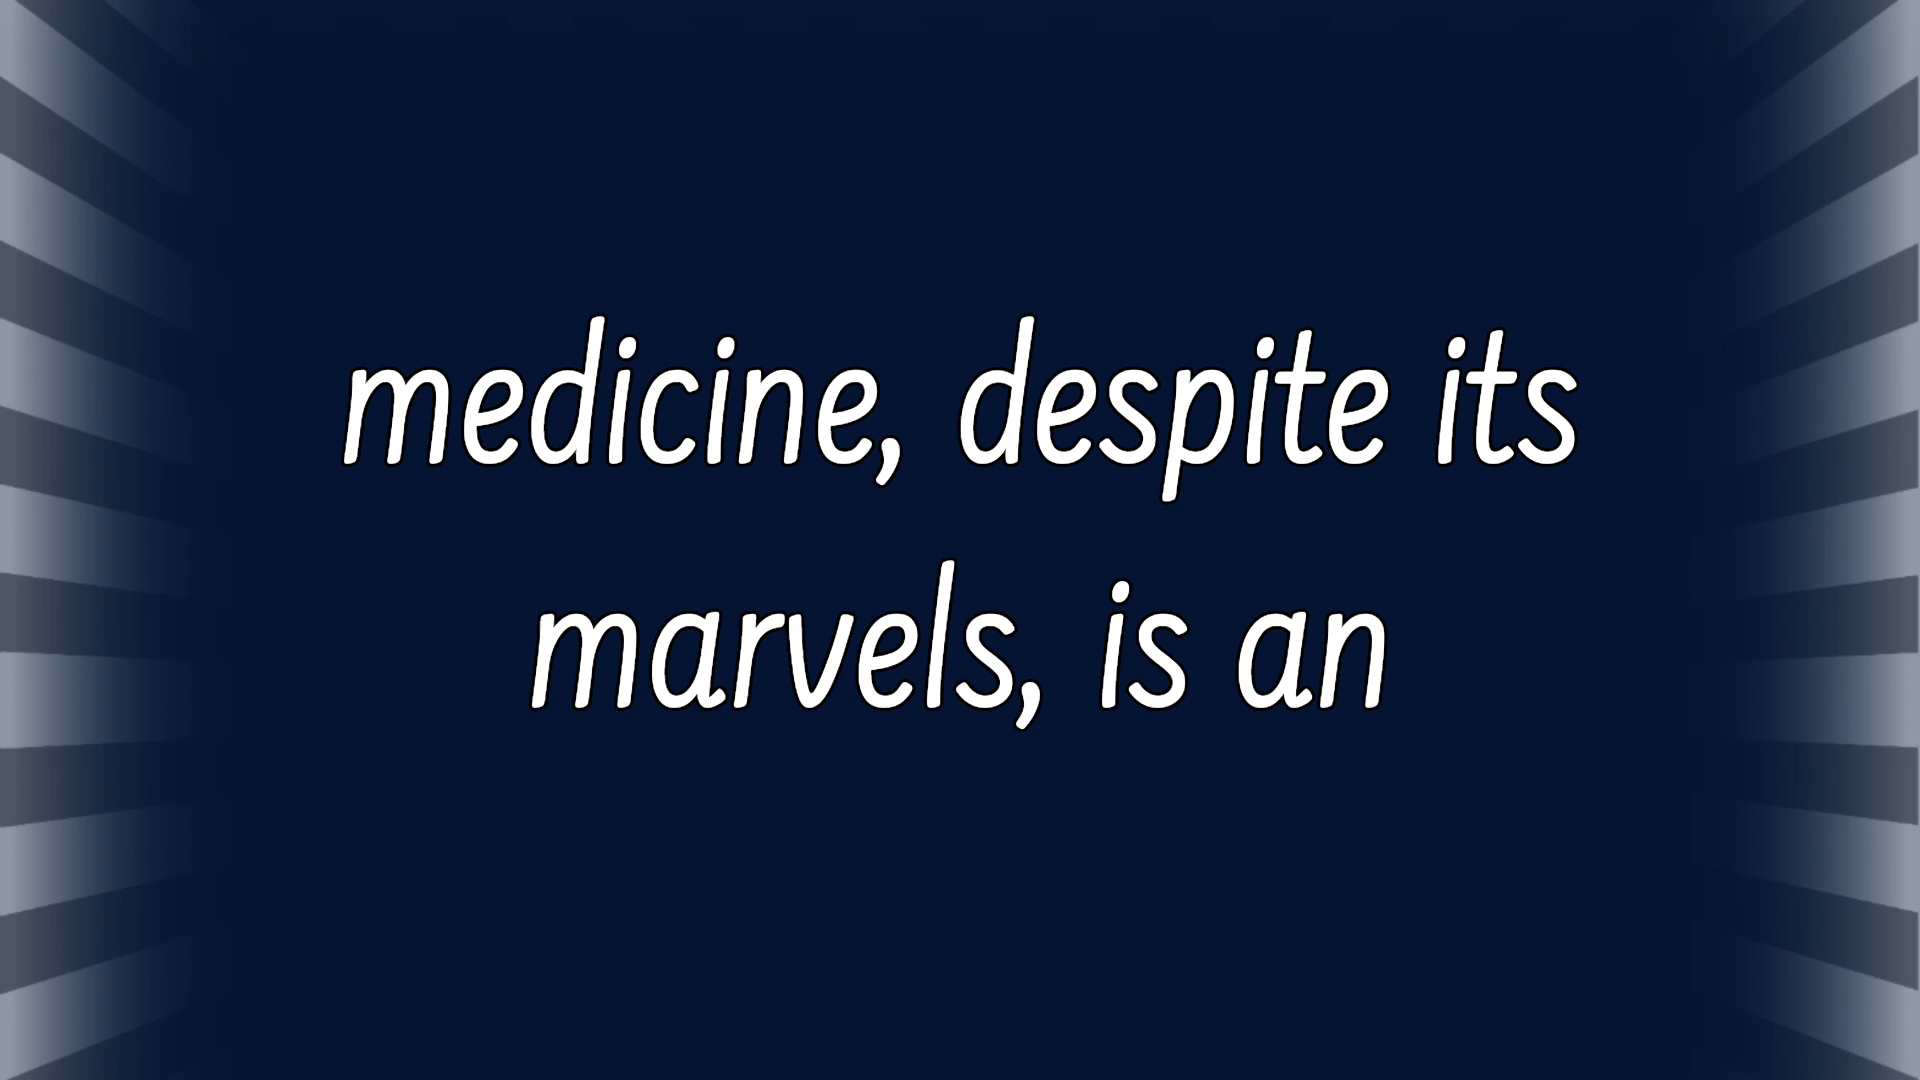 medicine, despite its
marvels, is an